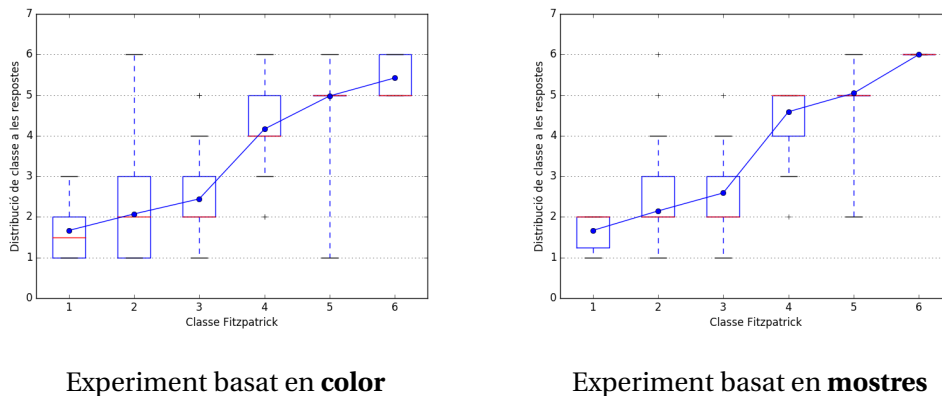 7
6
5
4
3
2
1
0
Distribució de classe a les respostes
1 2 3 4 5 6
Classe Fitzpatrick
Experiment basat en color
7
6
5
4
3
2
1
0
Distribució de classe a les respostes
1 2 3 4 5 6
Classe Fitzpatrick
Experiment basat en mostres